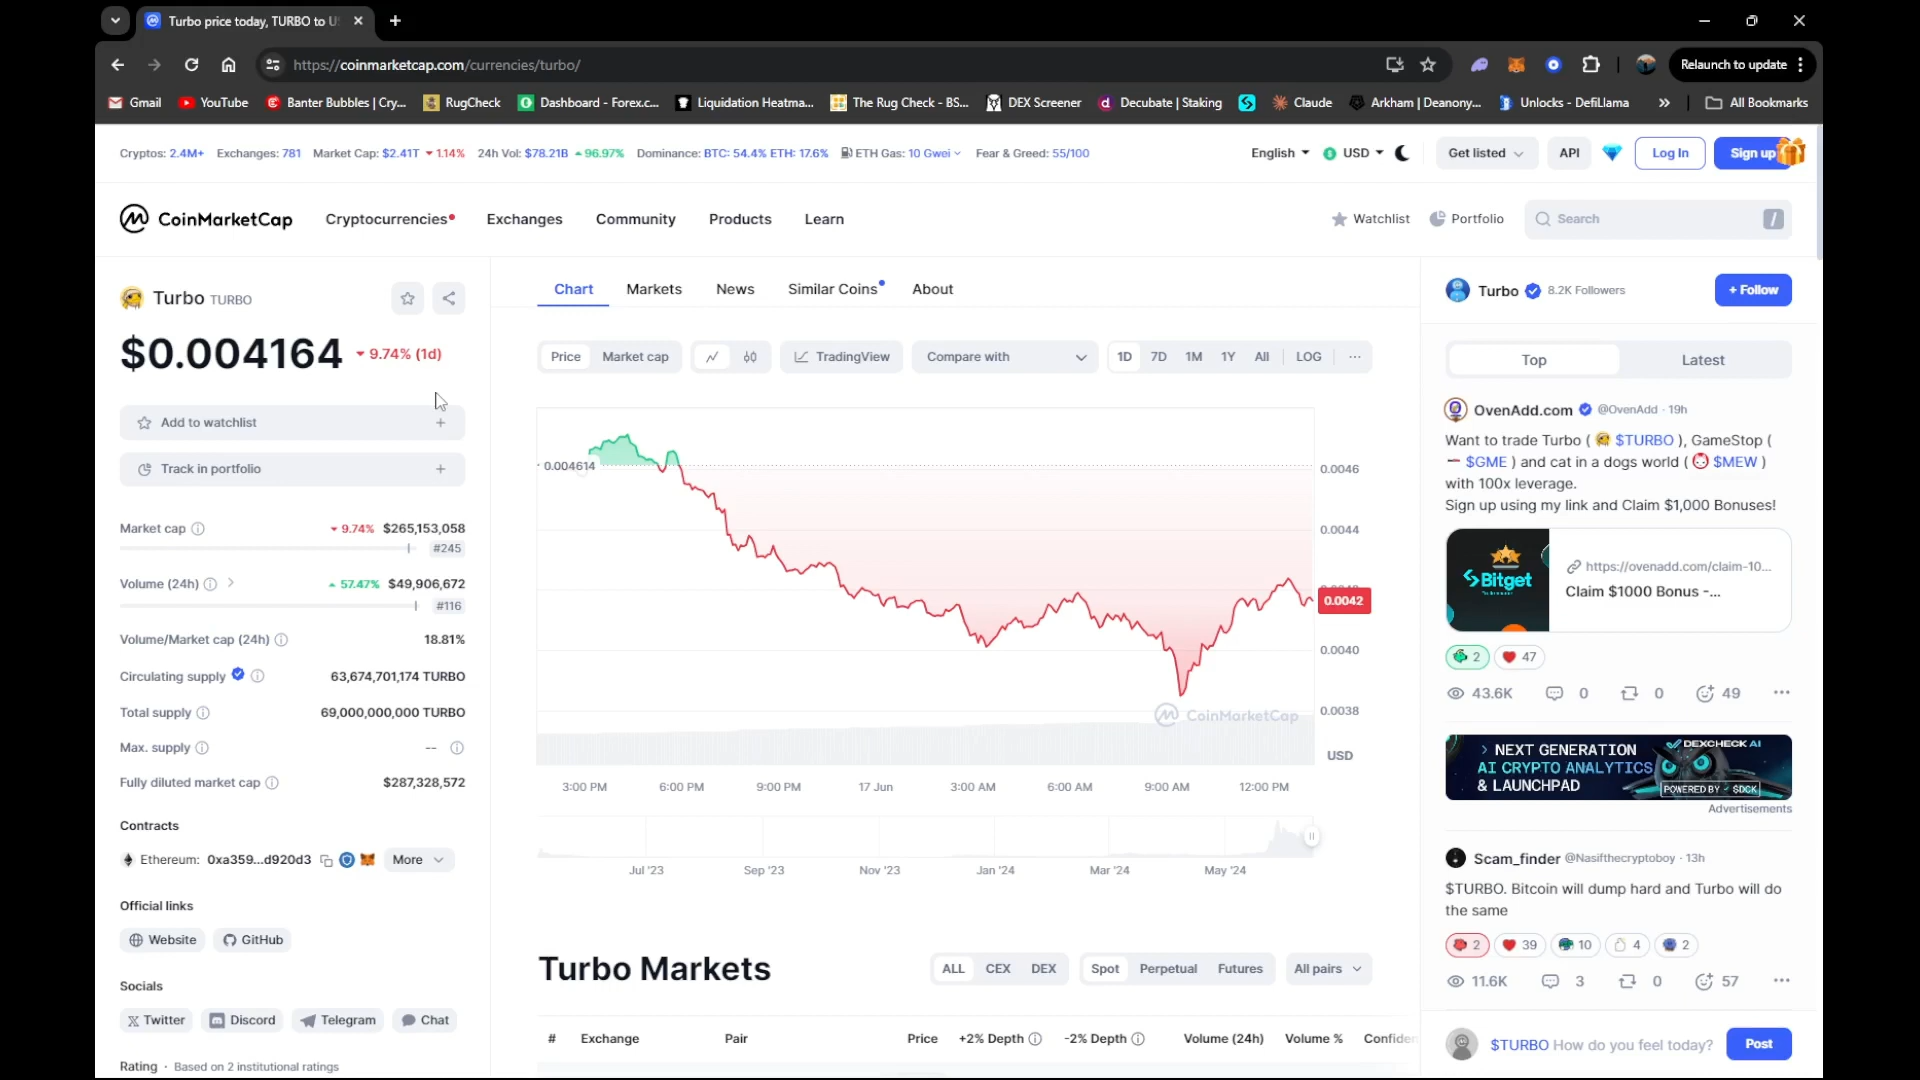 Turbo price today, TURBO to U
https://coinmarketcap.com/currencies/turbo/
Relaunch to update
Gmail
YouTube
Banter Bubbles | Cry...
RugCheck
Dashboard - Forex.c...
Liquidation Heatma...
The Rug Check - BS...
DEX Screener
Decubate | Staking
Claude
Arkham | Deanony...
Unlocks - DefiLlama
»
All Bookmarks
Cryptos: 2.4M+ Exchanges: 781 Market Cap: $2.41T 1.14% 24h Vol: $78.21B 96.97% Dominance: BTC: 54.4% ETH: 17.6% ETH Gas: 10 Gwei Fear & Greed: 55/100
English
USD
Get listed
API
Log In
Sign up
CoinMarketCap
Cryptocurrencies
Exchanges
Community
Products
Learn
Watchlist
Portfolio
Search
/
Turbo TURBO
$0.004164 9.74% (1d)
Add to watchlist +
Track in portfolio +
Market cap 9.74% $265,153,058
#245
Volume (24h) 57.47% $49,906,672
#116
Volume/Market cap (24h) 18.81%
Circulating supply 63,674,701,174 TURBO
Total supply 69,000,000,000 TURBO
Max. supply --
Fully diluted market cap $287,328,572
Contracts
Ethereum: 0xa359...d920d3 More
Official links
Website GitHub
Socials
Twitter Discord Telegram Chat
Rating · Based on 2 institutional ratings
Chart
Markets
News
Similar Coins
About
Price Market cap
TradingView
Compare with
1D 7D 1M 1Y All LOG ...
0.004614
0.0046
0.0044
0.0042
0.0040
0.0038
CoinMarketCap
USD
3:00 PM 6:00 PM 9:00 PM 17 Jun 3:00 AM 6:00 AM 9:00 AM 12:00 PM
Jul '23 Sep '23 Nov '23 Jan '24 Mar '24 May '24
Turbo Markets
ALL CEX DEX
Spot Perpetual Futures
All pairs
# Exchange Pair Price +2% Depth -2% Depth Volume (24h) Volume % Confiden
Turbo 8.2K Followers
+ Follow
Top Latest
OvenAdd.com @OvenAdd · 19h
Want to trade Turbo ( $TURBO ), GameStop (
$GME ) and cat in a dogs world ( $MEW )
with 100x leverage.
Sign up using my link and Claim $1,000 Bonuses!
Bitget
https://ovenadd.com/claim-10...
Claim $1000 Bonus -...
2 47
43.6K 0 0 49 ...
> NEXT GENERATION
AI CRYPTO ANALYTICS
& LAUNCHPAD
DEXCHECK AI
POWERED BY - $DCK
Advertisements
Scam_finder @Nasifthecryptoboy · 13h
$TURBO. Bitcoin will dump hard and Turbo will do
the same
2 39 10 4 2
11.6K 3 0 57 ...
$TURBO How do you feel today?
Post